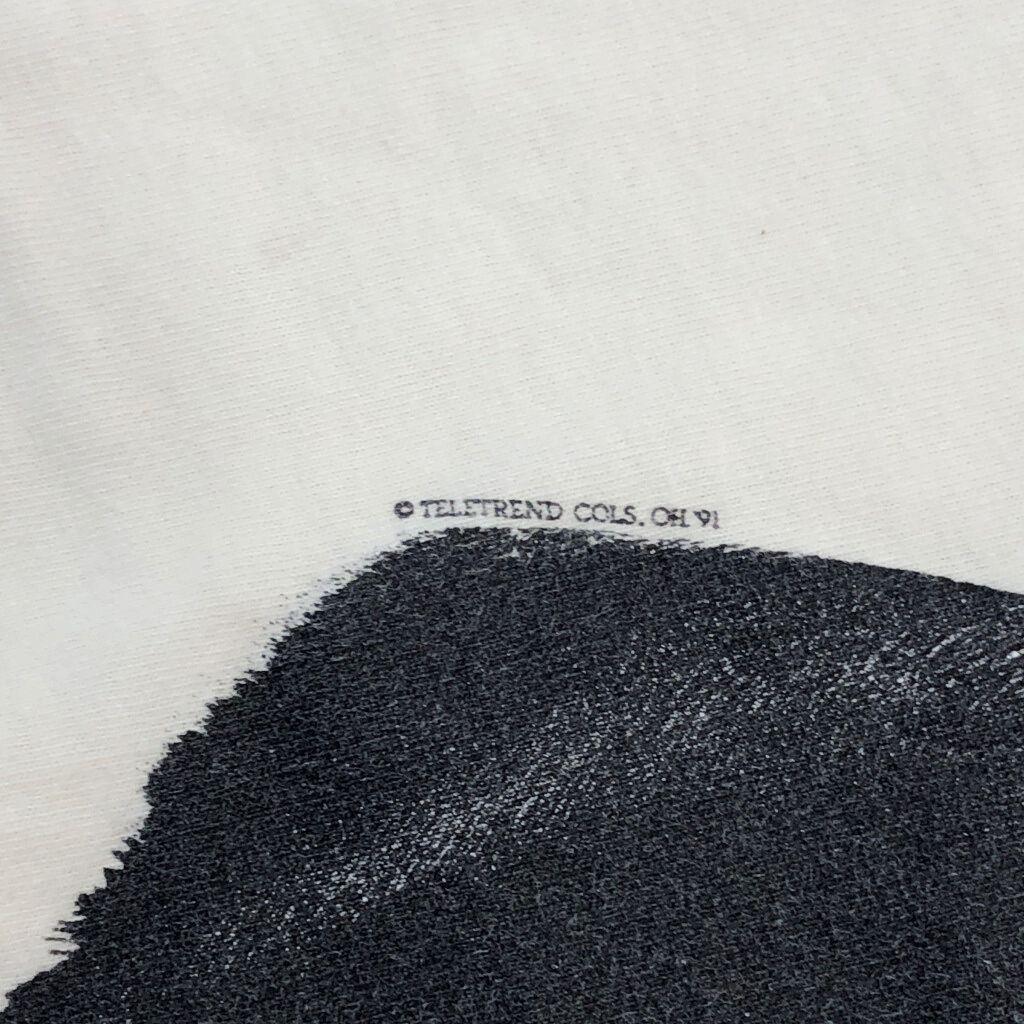 © TELETREND COLS. OH '91